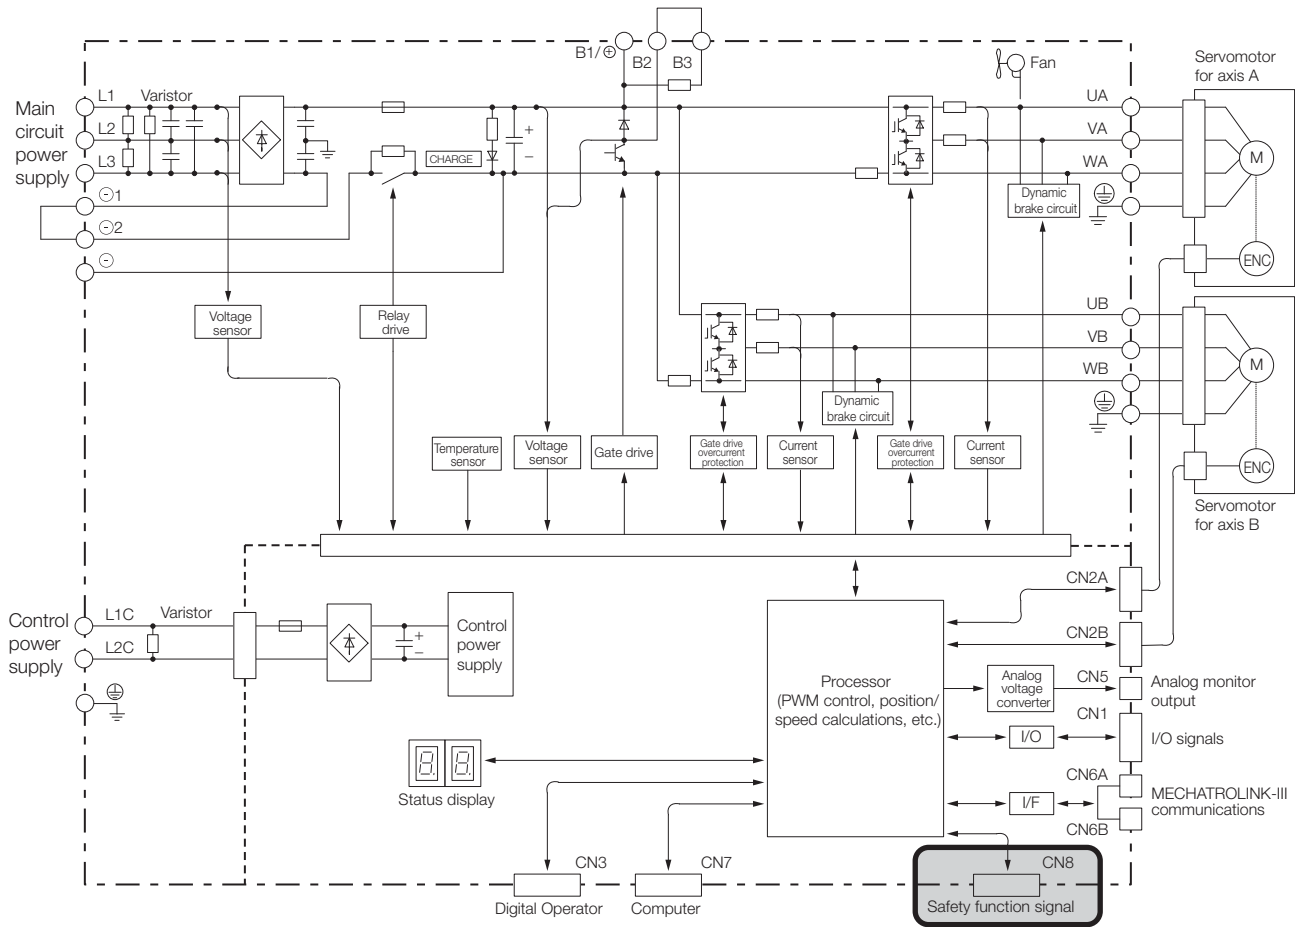 B1/⊕
B2
B3
Fan
Servomotor
for axis A
Main
circuit
power
supply
L1
Varistor
L2
L3
⊖1
⊖2
⊖
CHARGE
+
−
UA
VA
WA
M
ENC
Dynamic
brake circuit
Voltage
sensor
Relay
drive
UB
VB
WB
M
ENC
Dynamic
brake circuit
Temperature
sensor
Voltage
sensor
Gate drive
Gate drive
overcurrent
protection
Current
sensor
Gate drive
overcurrent
protection
Current
sensor
Servomotor
for axis B
Control
power
supply
L1C
Varistor
L2C
+
−
Control
power
supply
Processor
(PWM control, position/
speed calculations, etc.)
CN2A
CN2B
Analog
voltage
converter
CN5
Analog monitor
output
CN1
I/O
I/O signals
CN6A
I/F
MECHATROLINK-III
communications
CN6B
8.8.
Status display
CN3
Digital Operator
CN7
Computer
CN8
Safety function signal